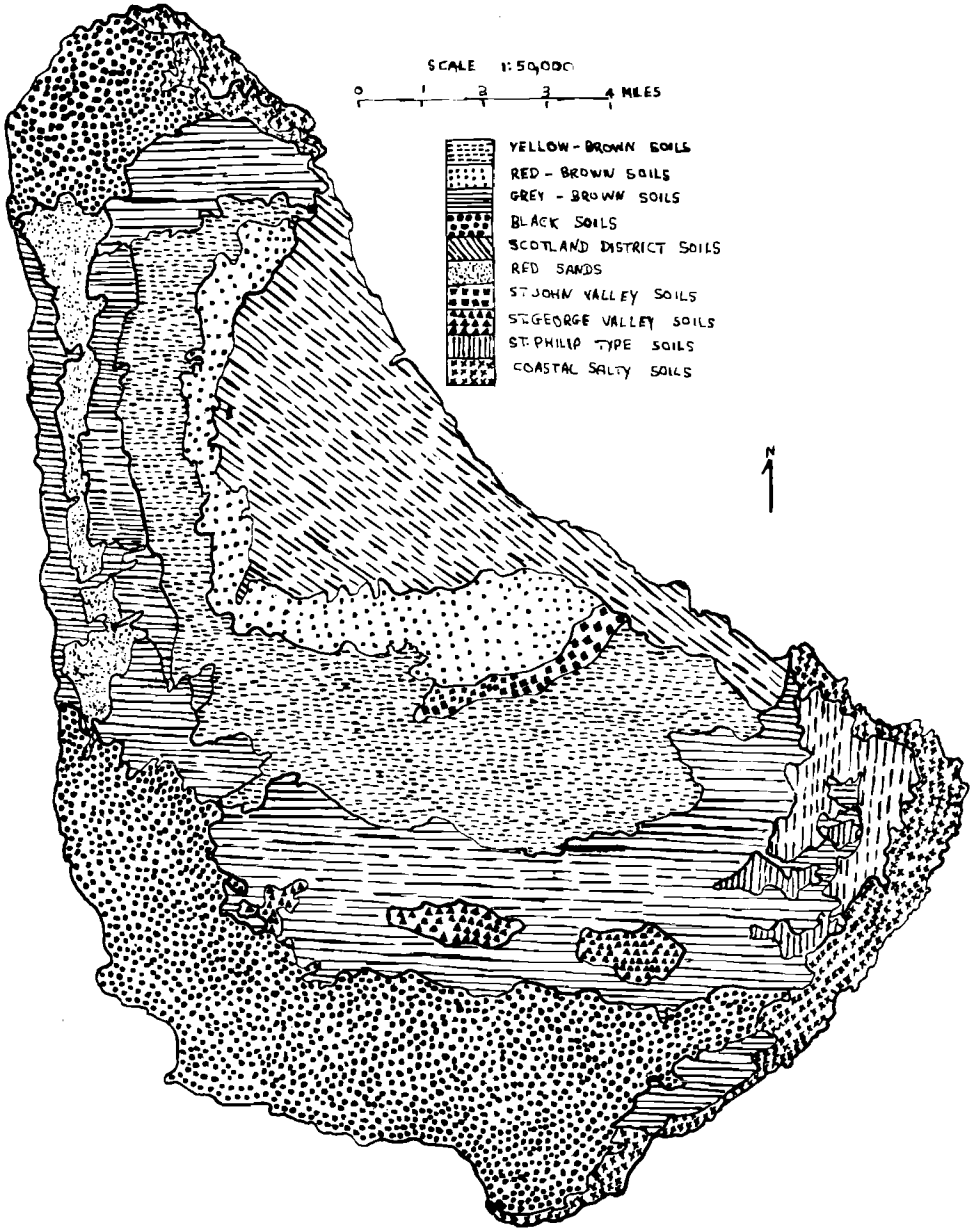 SCALE 1:50,000
0 1 2 3 4 MILES
YELLOW-BROWN SOILS
RED-BROWN SOILS
GREY-BROWN SOILS
BLACK SOILS
SCOTLAND DISTRICT SOILS
RED SANDS
ST. JOHN VALLEY SOILS
ST. GEORGE VALLEY SOILS
ST. PHILIP TYPE SOILS
COASTAL SALTY SOILS
N